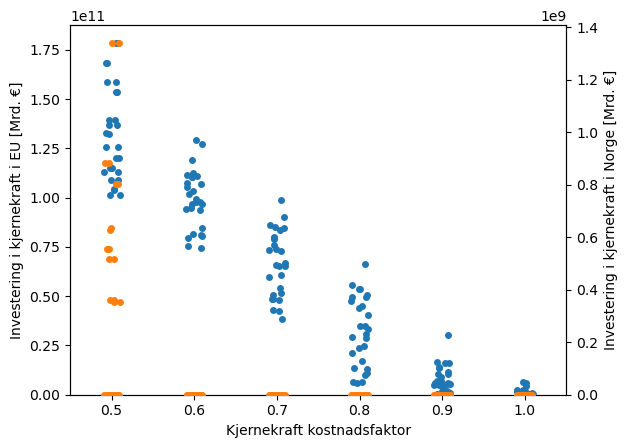 1e11
1e9
1.75
1.50
1.25
1.00
0.75
0.50
0.25
0.00
Investering i kjernekraft i EU [Mrd. €]
1.4
1.2
1.0
0.8
0.6
0.4
0.2
0.0
Investering i kjernekraft i Norge [Mrd. €]
0.5 0.6 0.7 0.8 0.9 1.0
Kjernekraft kostnadsfaktor